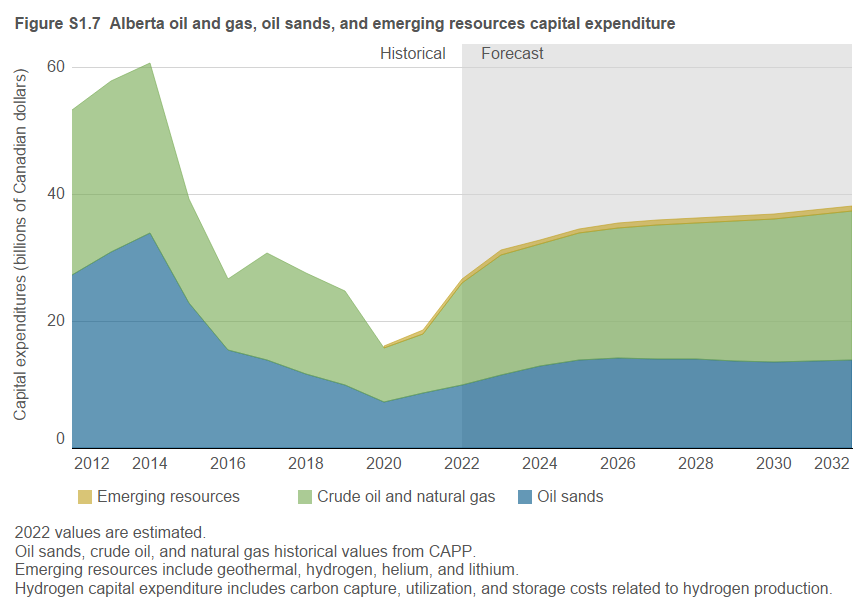 Figure S1.7  Alberta oil and gas, oil sands, and emerging resources capital expenditure
Historical
Forecast
Capital expenditures (billions of Canadian dollars)
60
40
20
0
2012 2014 2016 2018 2020 2022 2024 2026 2028 2030 2032
Emerging resources Crude oil and natural gas Oil sands
2022 values are estimated.
Oil sands, crude oil, and natural gas historical values from CAPP.
Emerging resources include geothermal, hydrogen, helium, and lithium.
Hydrogen capital expenditure includes carbon capture, utilization, and storage costs related to hydrogen production.